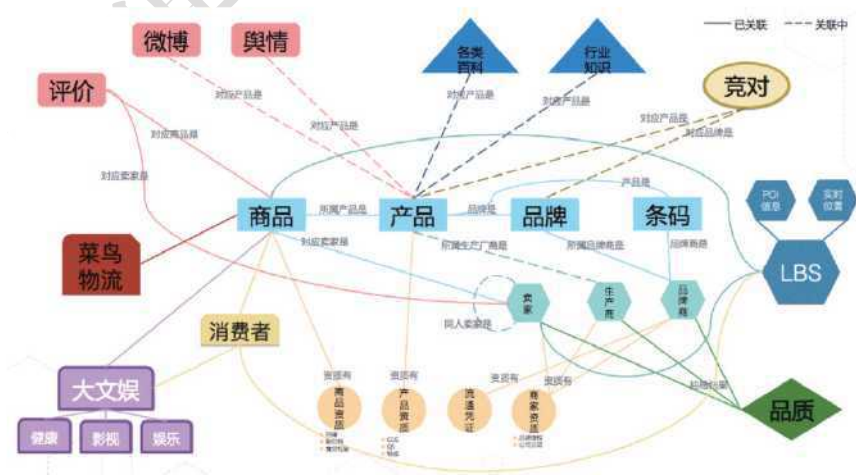 已关联
关联中
微博
舆情
各类
百科
行业
知识
竞对
评价
对应产品是
对应产品是
对应产品是
对应产品是
对应产品是
对应品牌是
对应商品是
对应卖家是
产品是
POI
信息
实时
位置
商品
所属产品是
产品
品牌是
品牌
条码
菜鸟
物流
对应卖家是
所属生产厂商是
所属品牌商是
品牌商是
LBS
卖家
生产商
品牌商
同人卖家是
消费者
资质有
资质有
资质有
资质有
大文娱
商品资质
产品资质
流通凭证
商家资质
抽检结果
品质
健康
影视
娱乐